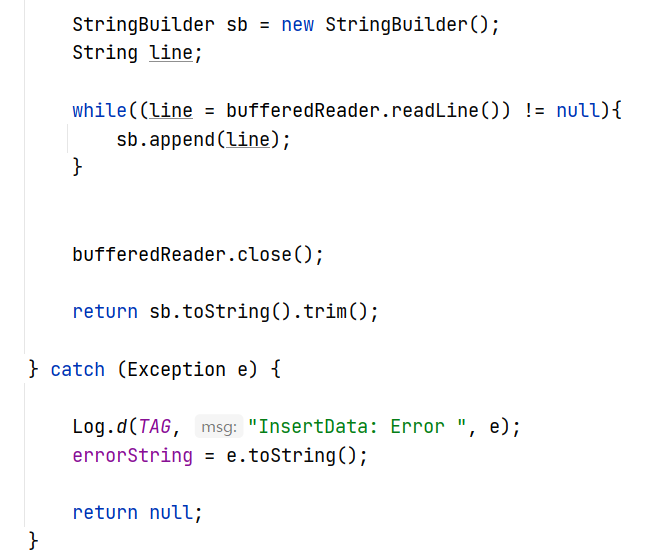 StringBuilder sb = new StringBuilder();
String line;
while((line = bufferedReader.readLine()) != null){
sb.append(line);
}
bufferedReader.close();
return sb.toString().trim();
} catch (Exception e) {
Log.d(TAG, msg: "InsertData: Error ", e);
errorString = e.toString();
return null;
}